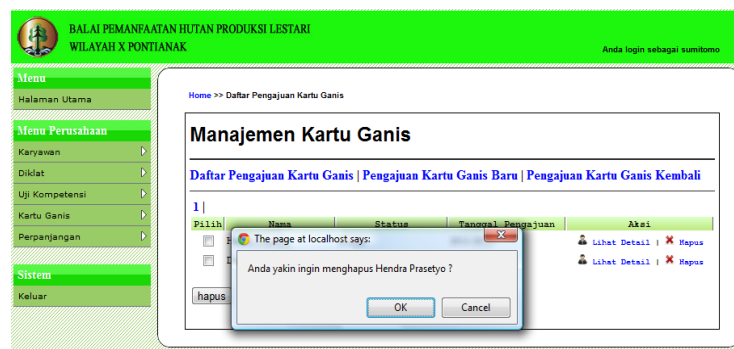 BALAI PEMANFAATAN HUTAN PRODUKSI LESTARI
WILAYAH X PONTIANAK
Anda login sebagai sumitomo
Menu
Halaman Utama
Menu Perusahaan
Karyawan
Diklat
Uji Kompetensi
Kartu Ganis
Perpanjangan
Sistem
Keluar
Home >> Daftar Pengajuan Kartu Ganis
Manajemen Kartu Ganis
Daftar Pengajuan Kartu Ganis | Pengajuan Kartu Ganis Baru | Pengajuan Kartu Ganis Kembali
1 |
Pilih Nama Status Tanggal Pengajuan Aksi
Lihat Detail | Hapus
Lihat Detail | Hapus
hapus
The page at localhost says:
Anda yakin ingin menghapus Hendra Prasetyo ?
OK Cancel